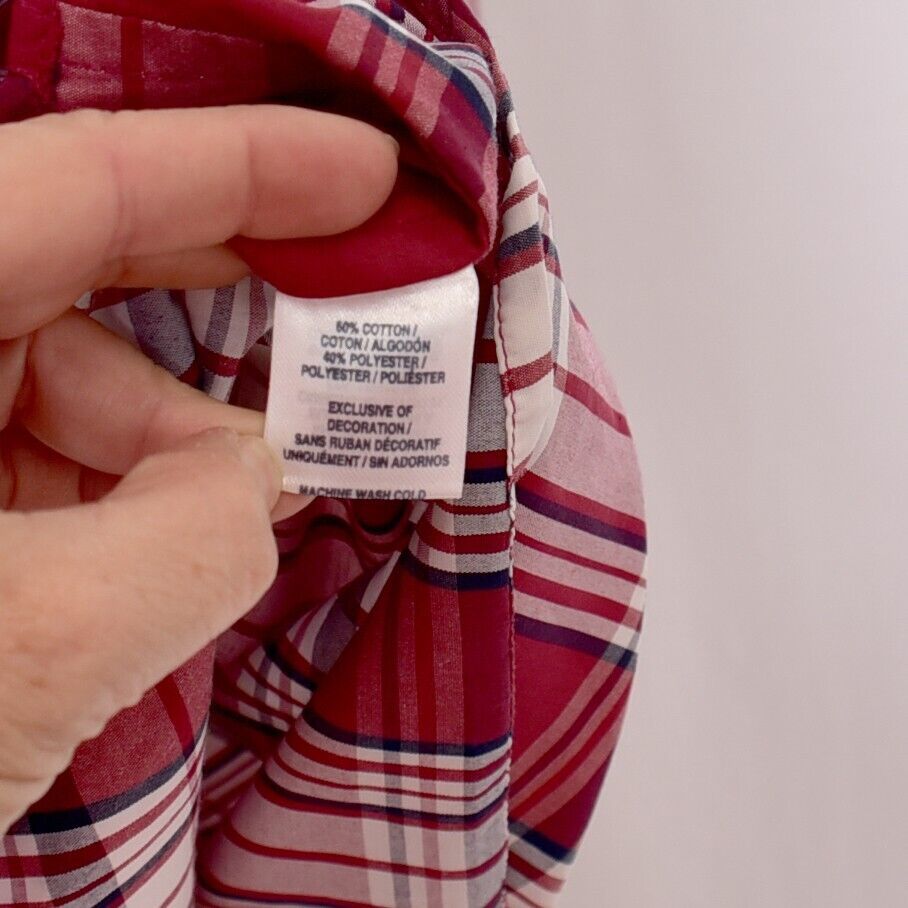 60% COTTON /
COTON / ALGODÓN
40% POLYESTER /
POLYESTER / POLIÉSTER
EXCLUSIVE OF
DECORATION /
SANS RUBAN DÉCORATIF
UNIQUEMENT / SIN ADORNOS
MACHINE WASH COLD